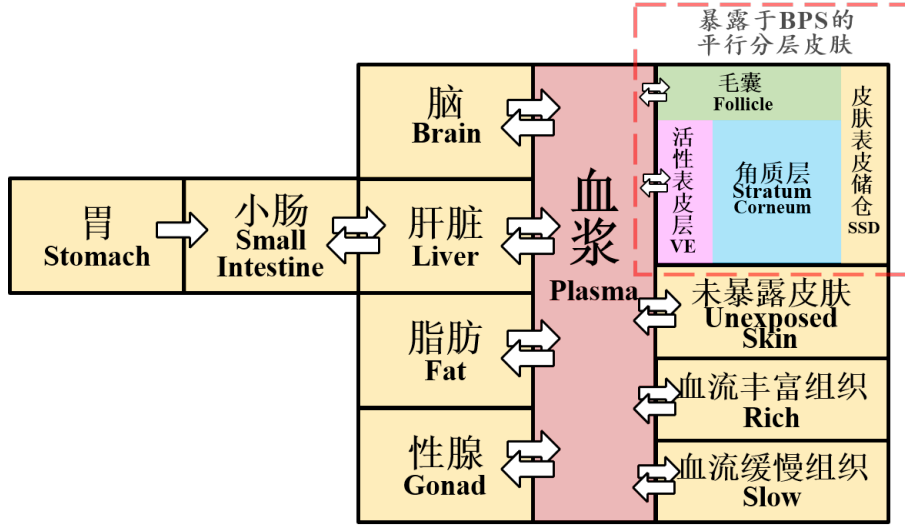 暴露于BPS的
平行分层皮肤
脑
Brain
毛囊
Follicle
活性表皮层
VE
角质层
Stratum
Corneum
皮肤表皮储仓
SSD
胃
Stomach
小肠
Small
Intestine
肝脏
Liver
血浆
Plasma
未暴露皮肤
Unexposed
Skin
脂肪
Fat
血流丰富组织
Rich
性腺
Gonad
血流缓慢组织
Slow